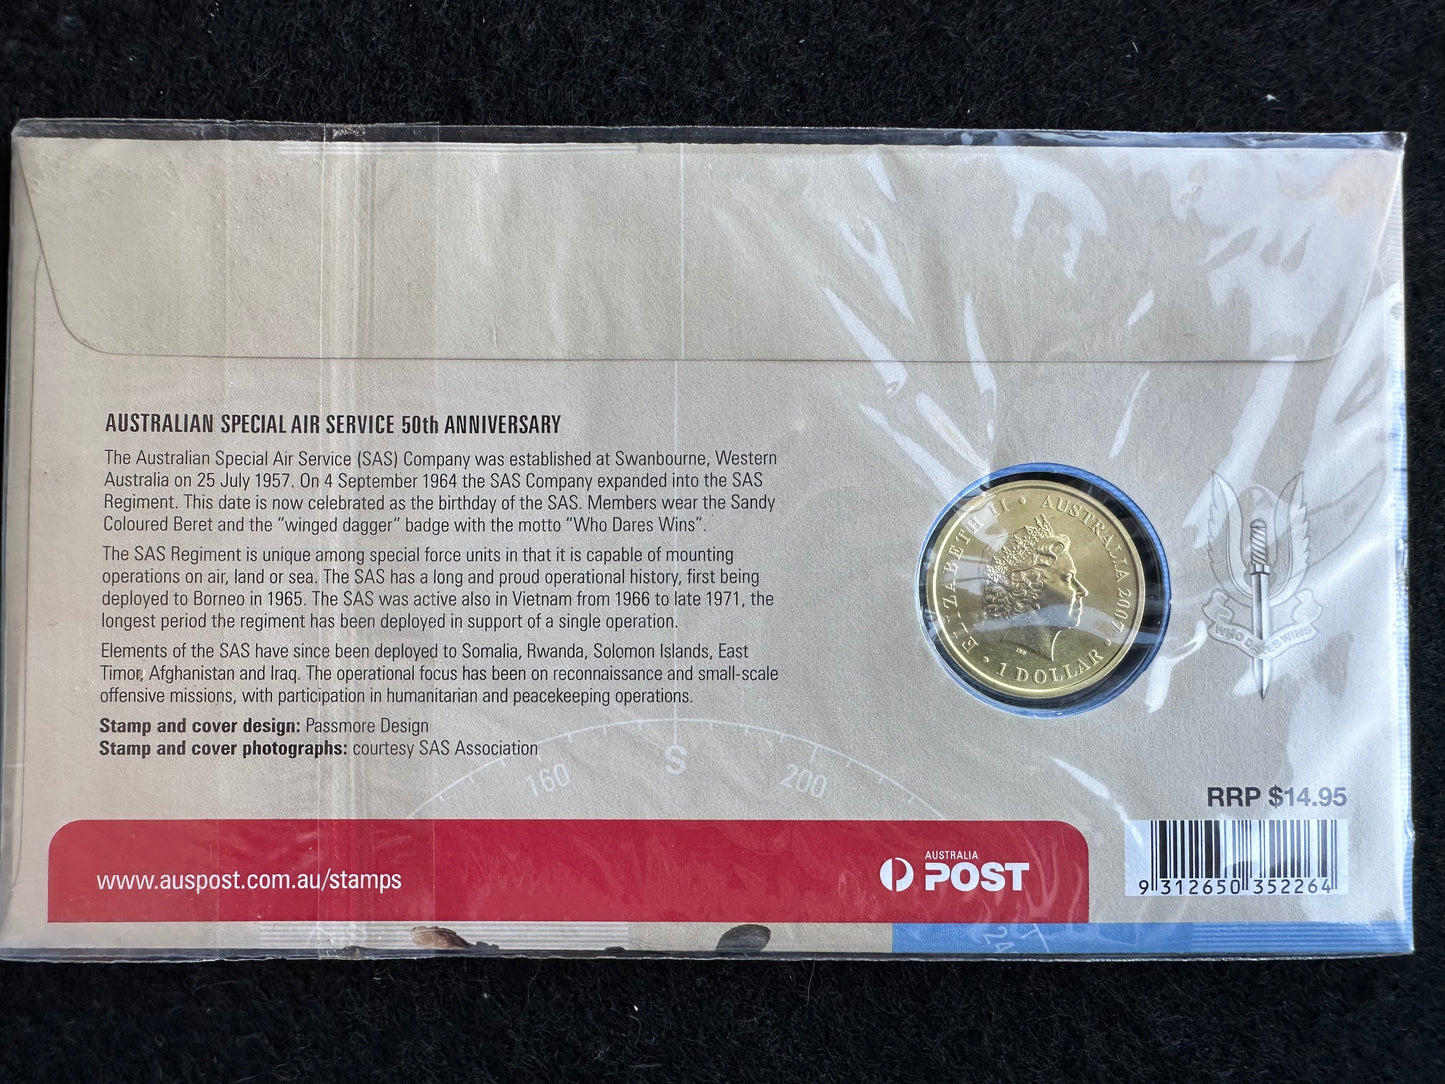 AUSTRALIAN SPECIAL AIR SERVICE 50th ANNIVERSARY
The Australian Special Air Service (SAS) Company was established at Swanbourne, Western
Australia on 25 July 1957. On 4 September 1964 the SAS Company expanded into the SAS
Regiment. This date is now celebrated as the birthday of the SAS. Members wear the Sandy
Coloured Beret and the “winged dagger” badge with the motto “Who Dares Wins”.
The SAS Regiment is unique among special force units in that it is capable of mounting
operations on air, land or sea. The SAS has a long and proud operational history, first being
deployed to Borneo in 1965. The SAS was active also in Vietnam from 1966 to late 1971, the
longest period the regiment has been deployed in support of a single operation.
Elements of the SAS have since been deployed to Somalia, Rwanda, Solomon Islands, East
Timor, Afghanistan and Iraq. The operational focus has been on reconnaissance and small-scale
offensive missions, with participation in humanitarian and peacekeeping operations.
Stamp and cover design: Passmore Design
Stamp and cover photographs: courtesy SAS Association
ELIZABETH II • AUSTRALIA 2007
• 1 DOLLAR •
WHO DARES WINS
160 S 200
RRP $14.95
www.auspost.com.au/stamps
AUSTRALIA
POST
9 312650 352264
24